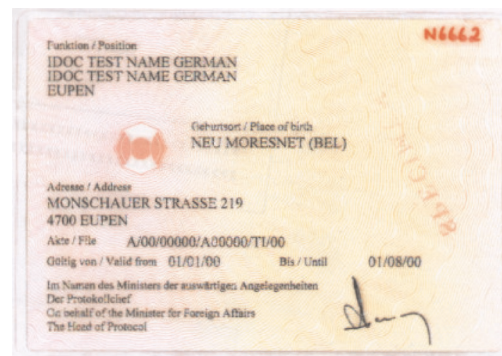 N6662
Funktion / Position
IDOC TEST NAME GERMAN
IDOC TEST NAME GERMAN
EUPEN
Geburtsort / Place of birth
NEU MORESNET (BEL)
SPECIMEN
Adresse / Address
MONSCHAUER STRASSE 219
4700 EUPEN
Akte / File A/00/00000/A00000/TI/00
Gültig von / Valid from 01/01/00 Bis / Until 01/08/00
Im Namen des Ministers der auswärtigen Angelegenheiten
Der Protokollchef
On behalf of the Minister for Foreign Affairs
The Head of Protocol